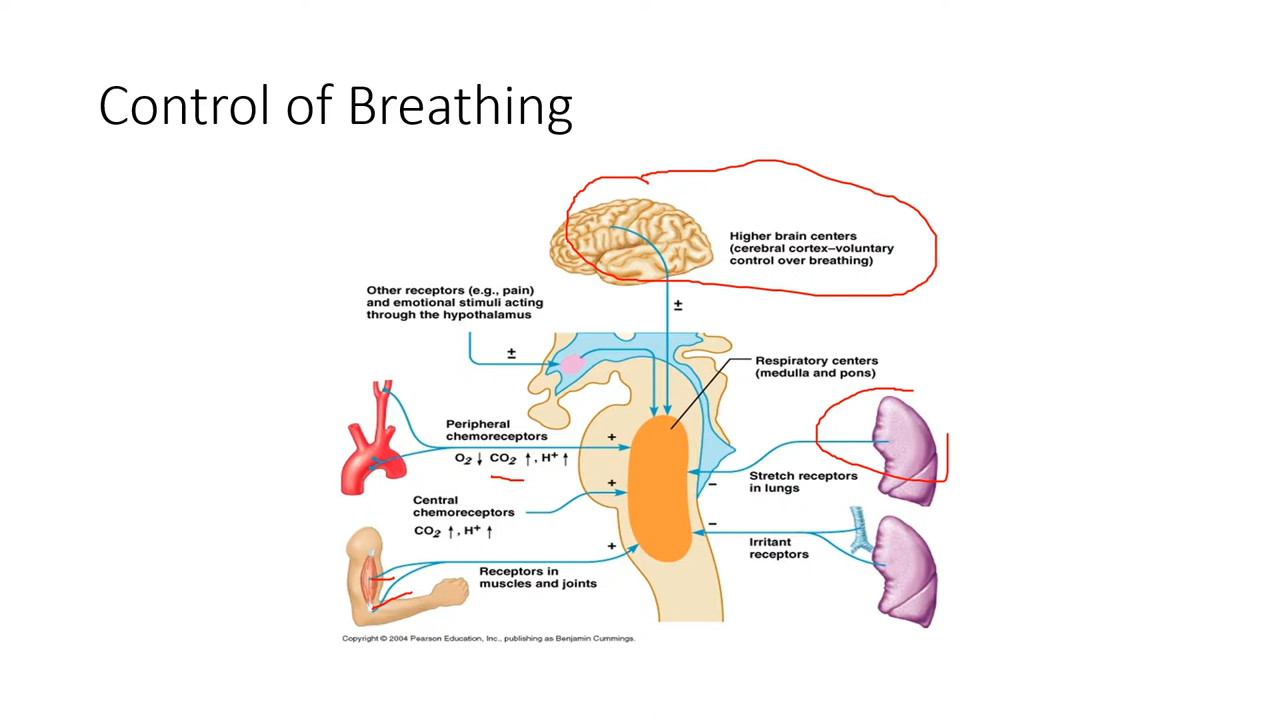 Control of Breathing
Higher brain centers
(cerebral cortex–voluntary
control over breathing)
Other receptors (e.g., pain)
and emotional stimuli acting
through the hypothalamus
±
±
Respiratory centers
(medulla and pons)
Peripheral
chemoreceptors
+
O₂ ↓ CO₂ ↑, H⁺ ↑
Stretch receptors
in lungs
–
Central
chemoreceptors
+
CO₂ ↑, H⁺ ↑
–
Irritant
receptors
+
Receptors in
muscles and joints
Copyright © 2004 Pearson Education, Inc., publishing as Benjamin Cummings.